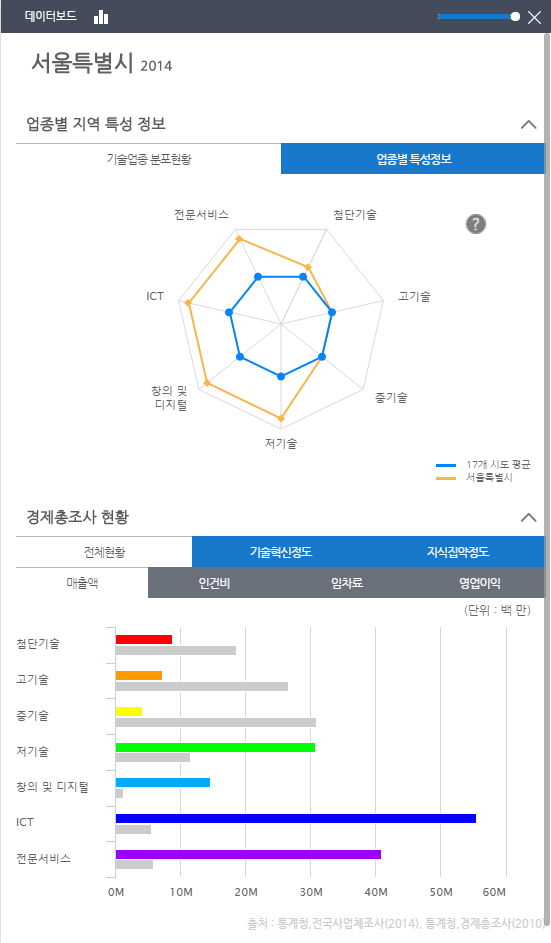 데이터보드
서울특별시 2014
업종별 지역 특성 정보
기술업종 분포현황 업종별 특성정보
전문서비스 첨단기술
?
ICT 고기술
창의 및
디지털
중기술
저기술
17개 시도 평균
서울특별시
경제총조사 현황
전체현황 기술혁신정도 지식집약정도
매출액 인건비 임차료 영업이익
(단위 : 백 만)
첨단기술
고기술
중기술
저기술
창의 및 디지털
ICT
전문서비스
0M 10M 20M 30M 40M 50M 60M
출처 : 통계청,전국사업체조사(2014), 통계청,경제총조사(2010)